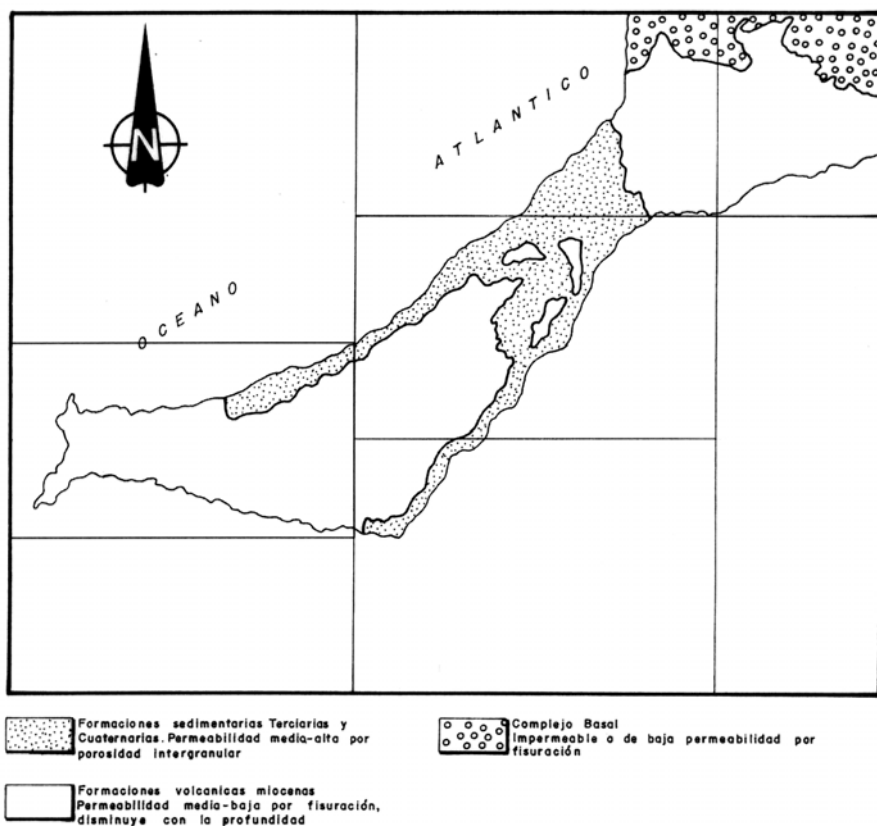 N
ATLANTICO
OCEANO
Formaciones sedimentarias Terciarias y
Cuaternarias. Permeabilidad media-alta por
porosidad intergranular
Complejo Basal
Impermeable o de baja permeabilidad por
fisuración
Formaciones volcanicas miocenas
Permeabilidad media-baja por fisuración,
disminuye con la profundidad